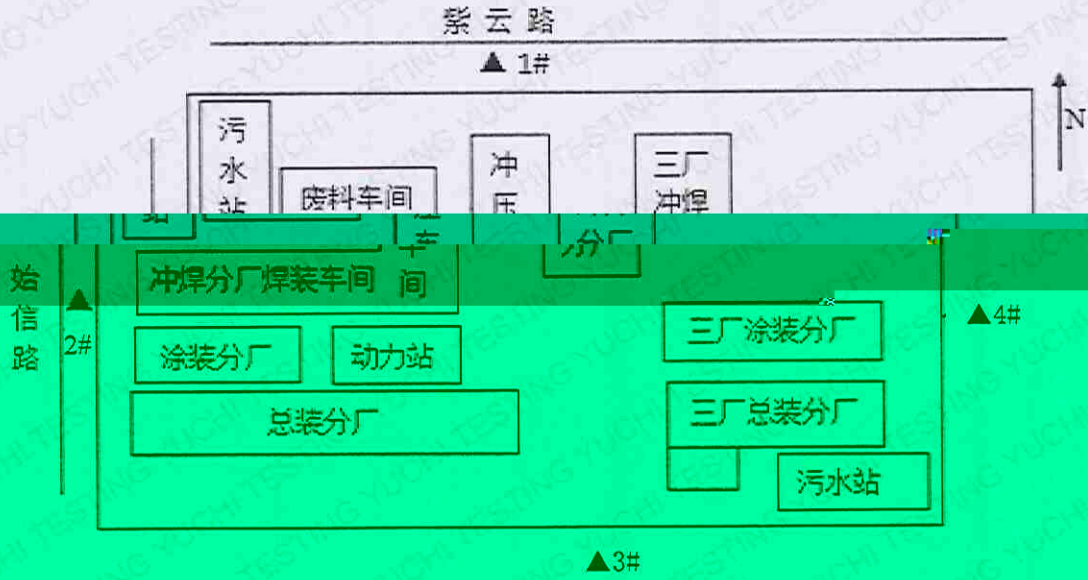 紫云路
▲ 1#
N
污水站
废料车间
冲压
三厂冲焊
分厂
车间
冲焊分厂焊装车间
始信路
▲
2#
▲4#
三厂涂装分厂
涂装分厂
动力站
三厂总装分厂
总装分厂
污水站
▲3#
YUCHI TESTING